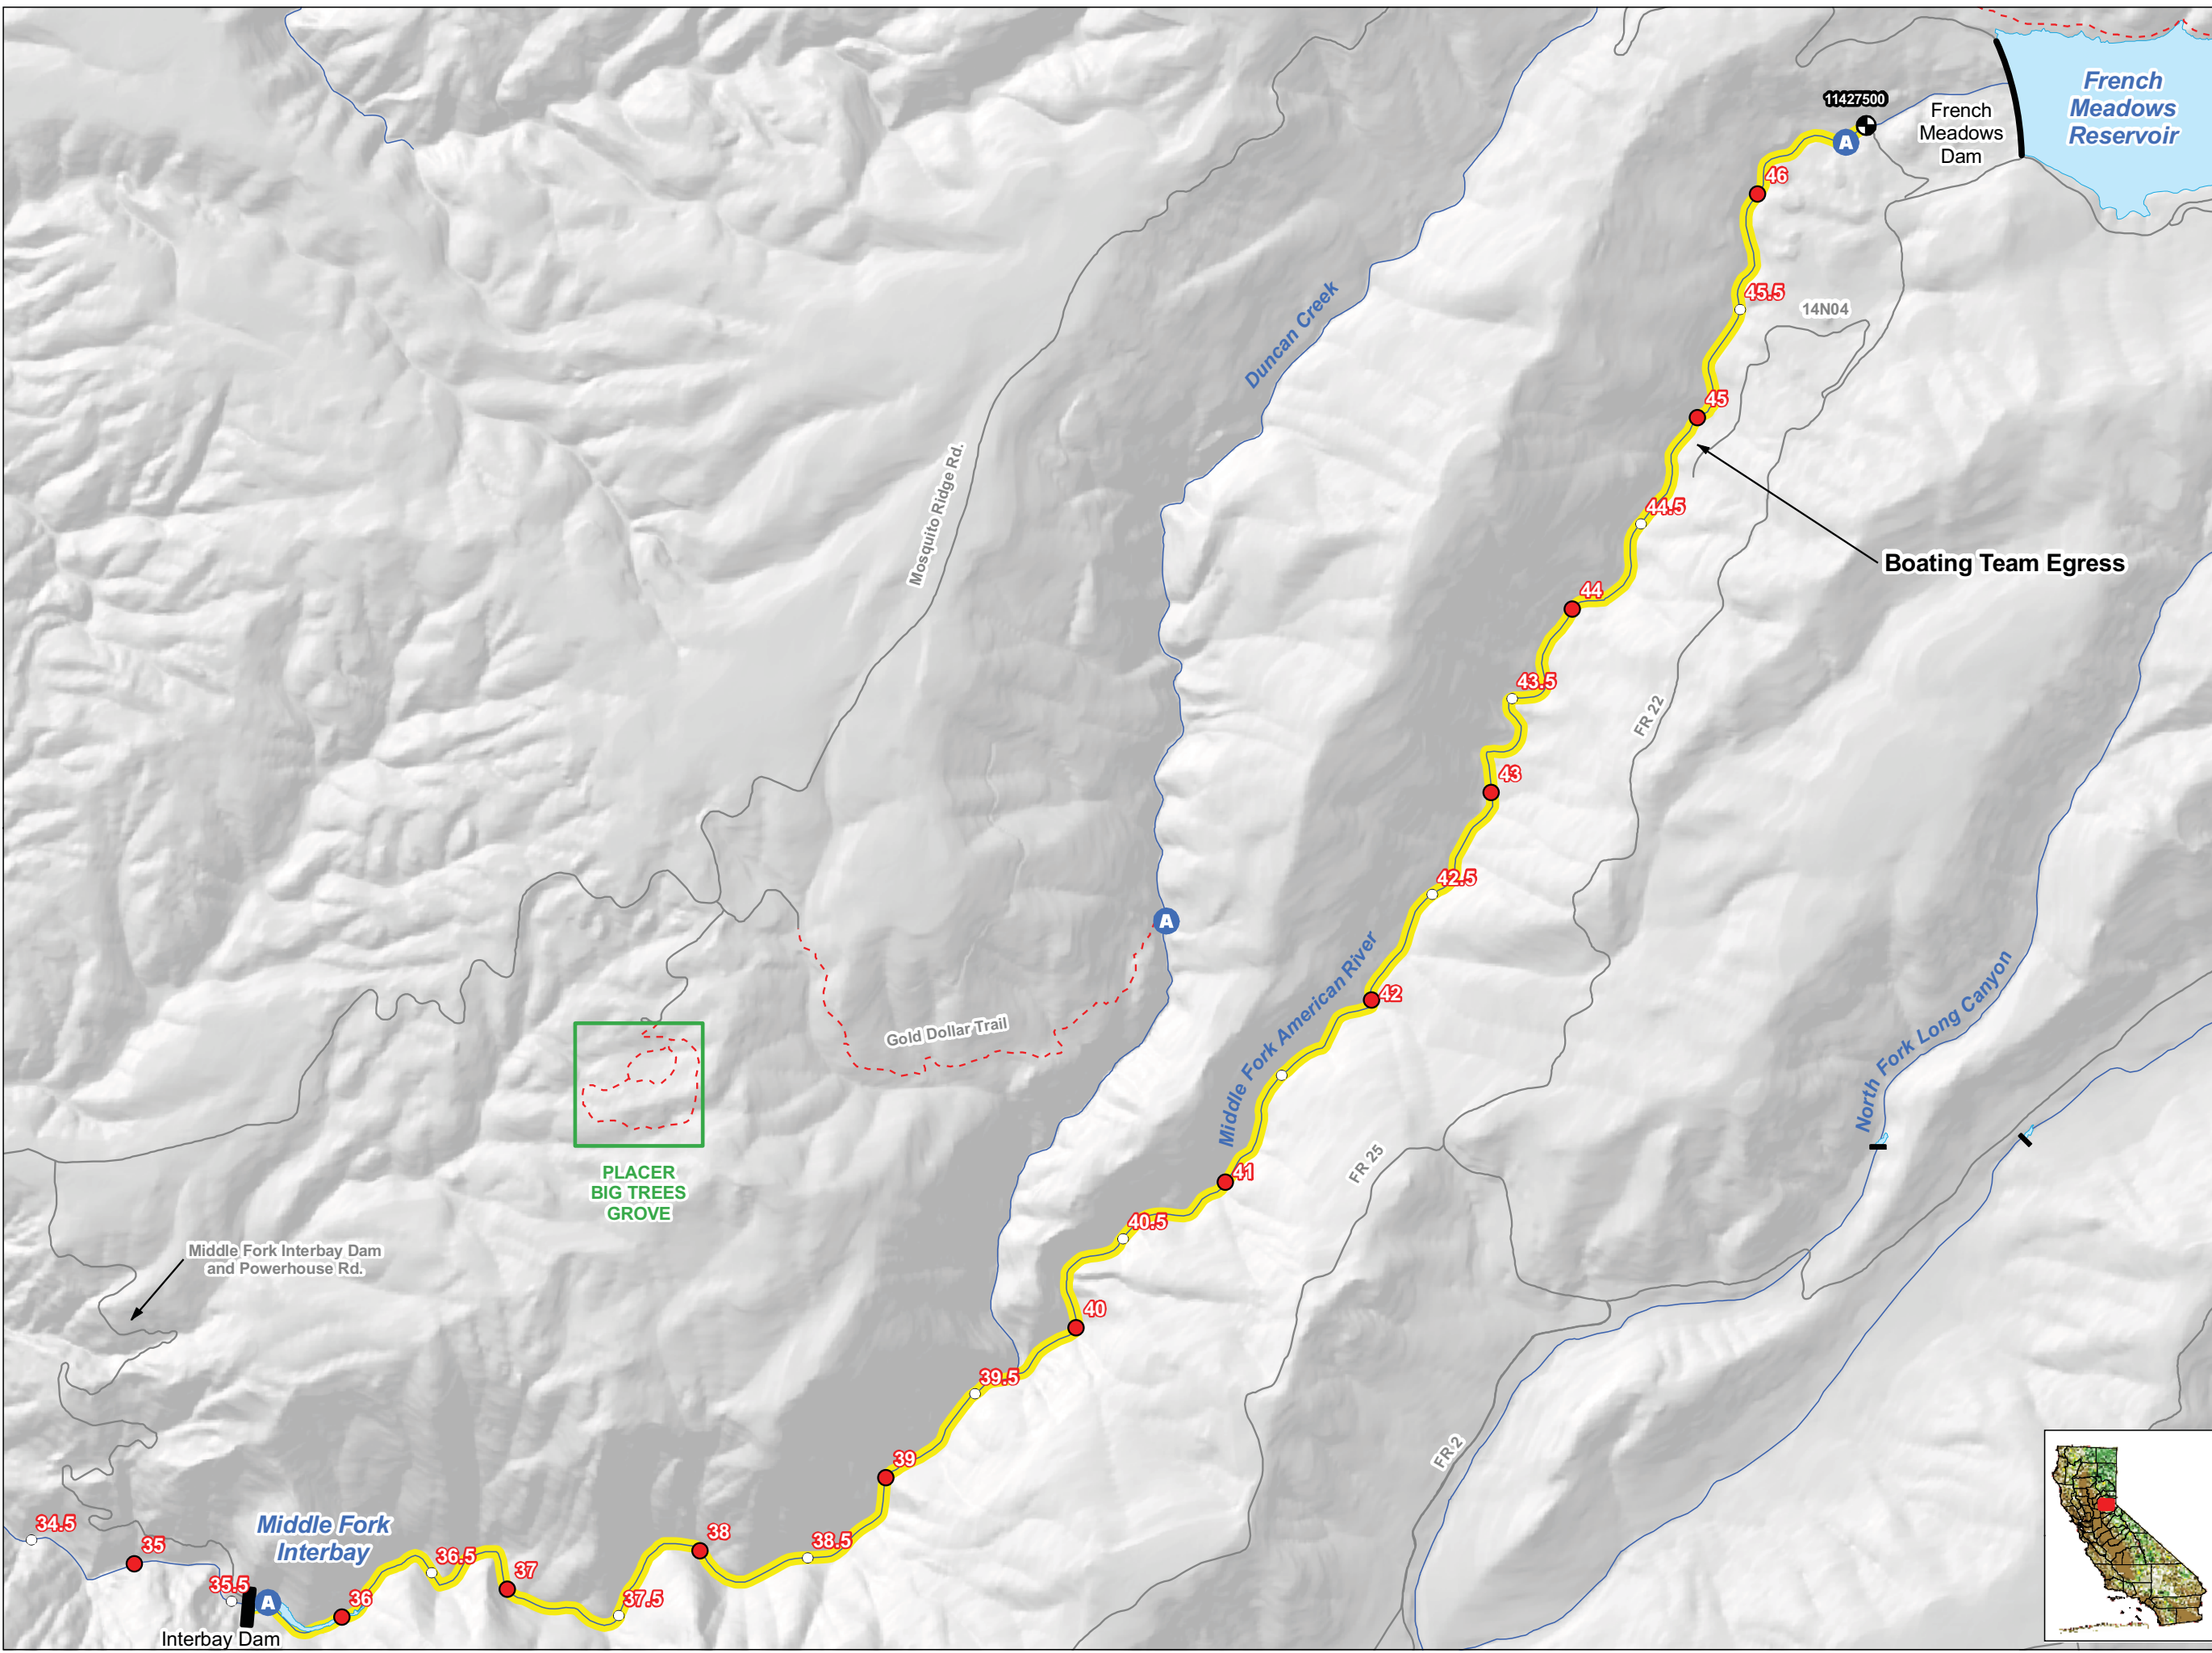 French
Meadows
Reservoir
11427500
French
Meadows
Dam
A
46
45.5
14N04
Duncan Creek
45
Mosquito Ridge Rd.
44.5
Boating Team Egress
44
43.5
FR 22
43
42.5
A
42
Middle Fork American River
North Fork Long Canyon
Gold Dollar Trail
41
FR 25
PLACER
BIG TREES
GROVE
40.5
Middle Fork Interbay Dam
and Powerhouse Rd.
40
39.5
39
FR 2
34.5
Middle Fork
Interbay
35
38
38.5
36.5
37
35.5
A
36
37.5
Interbay Dam